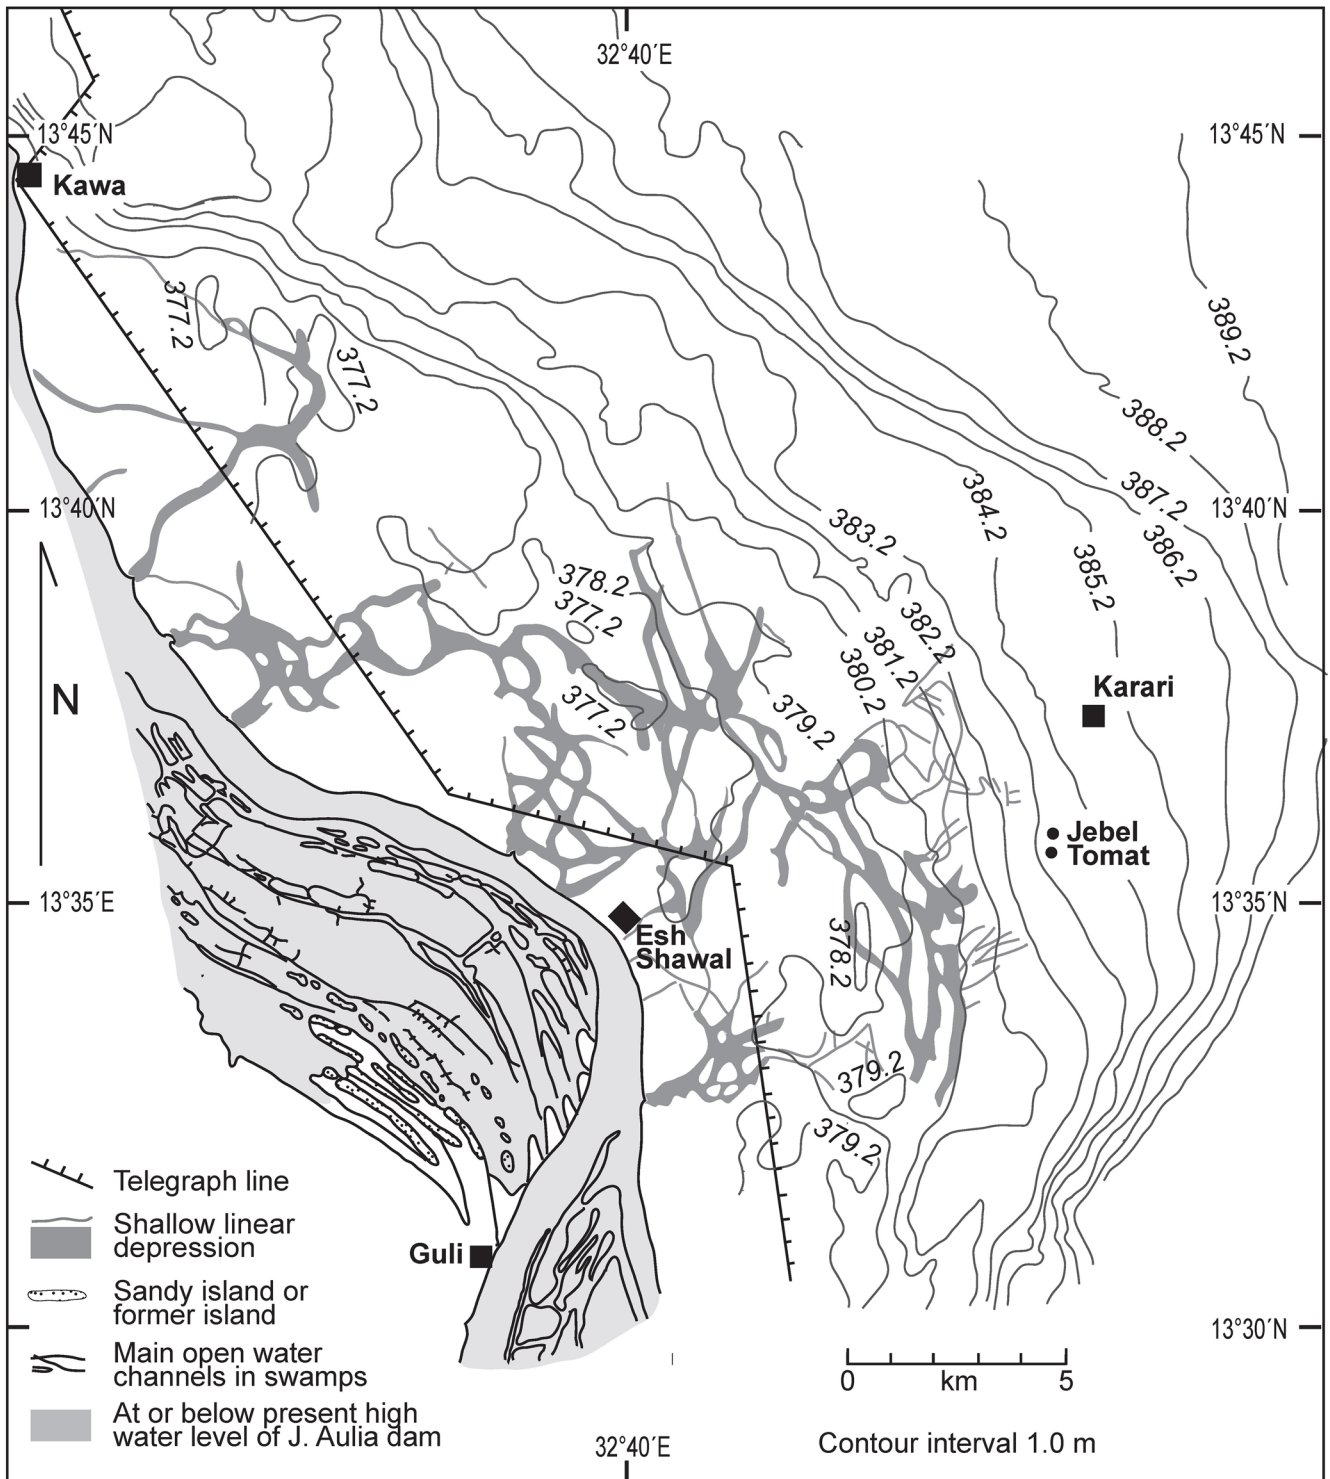 32°40´E
13°45´N
13°45´N
Kawa
377.2
377.2
389.2
388.2
387.2
386.2
385.2
384.2
383.2
13°40´N
13°40´N
378.2
377.2
377.2
382.2
381.2
380.2
379.2
N
Karari
Jebel
Tomat
13°35´E
13°35´N
Esh
Shawal
378.2
379.2
379.2
Guli
13°30´N
Telegraph line
Shallow linear
depression
Sandy island or
former island
Main open water
channels in swamps
At or below present high
water level of J. Aulia dam
0
km
5
32°40´E
Contour interval 1.0 m